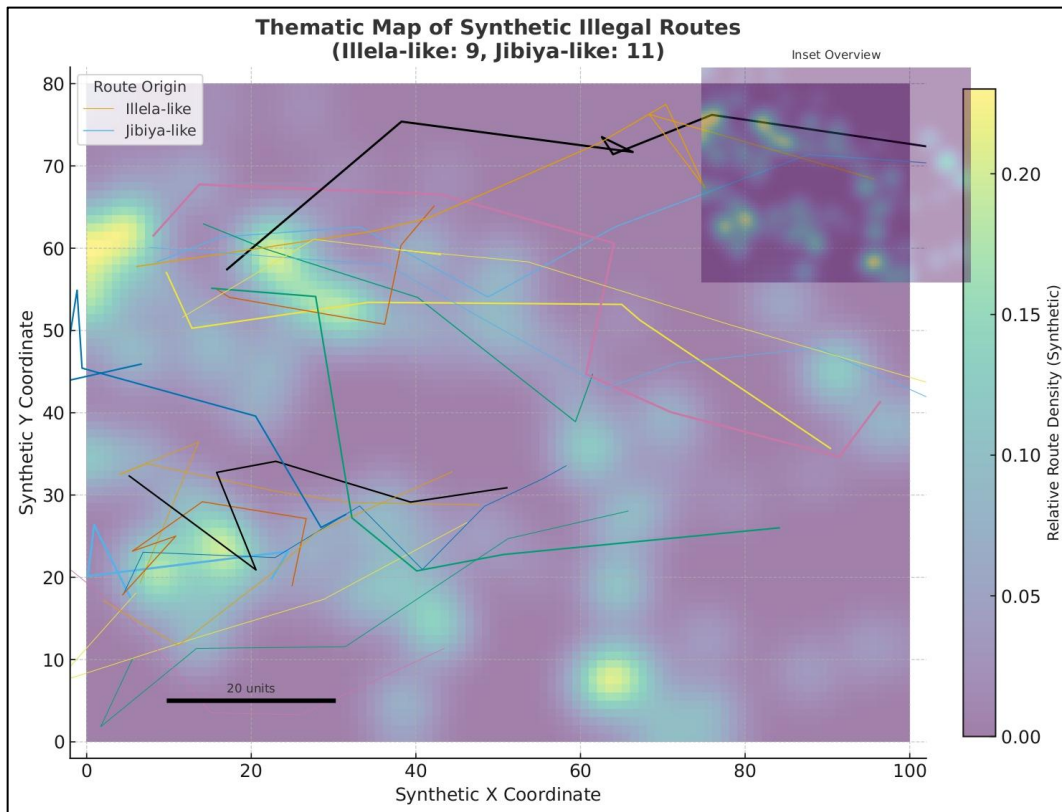 Thematic Map of Synthetic Illegal Routes
(Illela-like: 9, Jibiya-like: 11)
Inset Overview
Route Origin
Illela-like
Jibiya-like
80
70
60
50
40
30
20
10
0
Synthetic Y Coordinate
20 units
0
20
40
60
80
100
Synthetic X Coordinate
0.20
0.15
0.10
0.05
0.00
Relative Route Density (Synthetic)